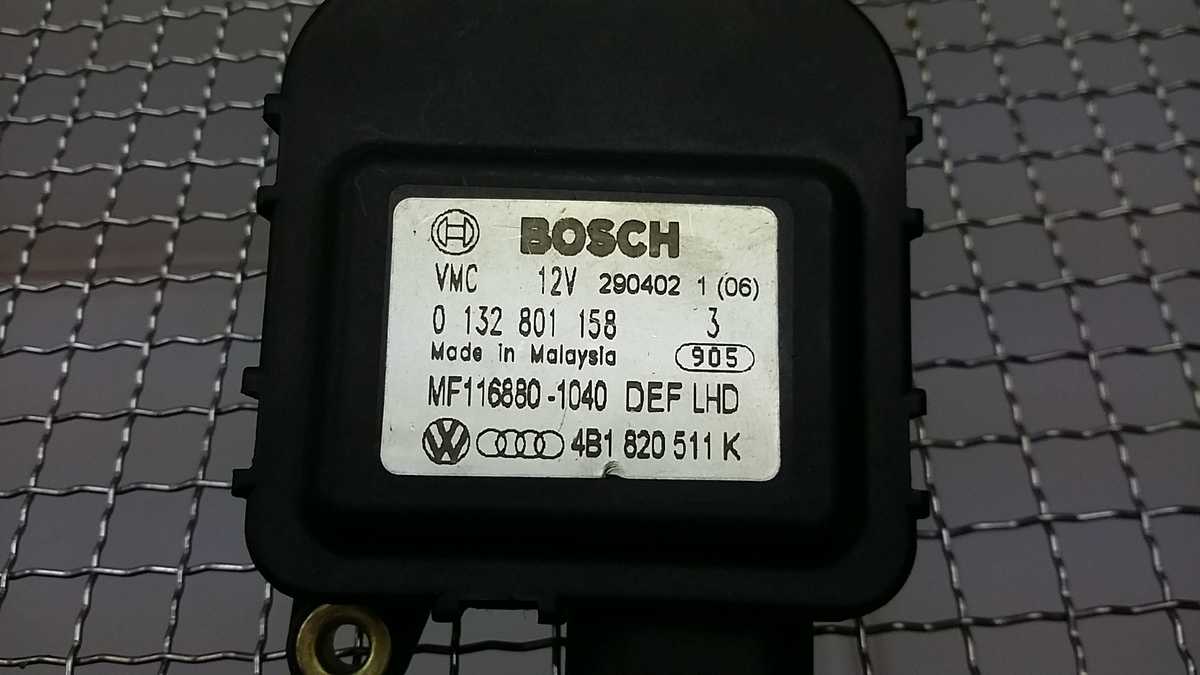 BOSCH
VMC 12V 290402 1 (06)
0 132 801 158 3
Made in Malaysia 905
MF116880-1040 DEF LHD
4B1 820 511 K